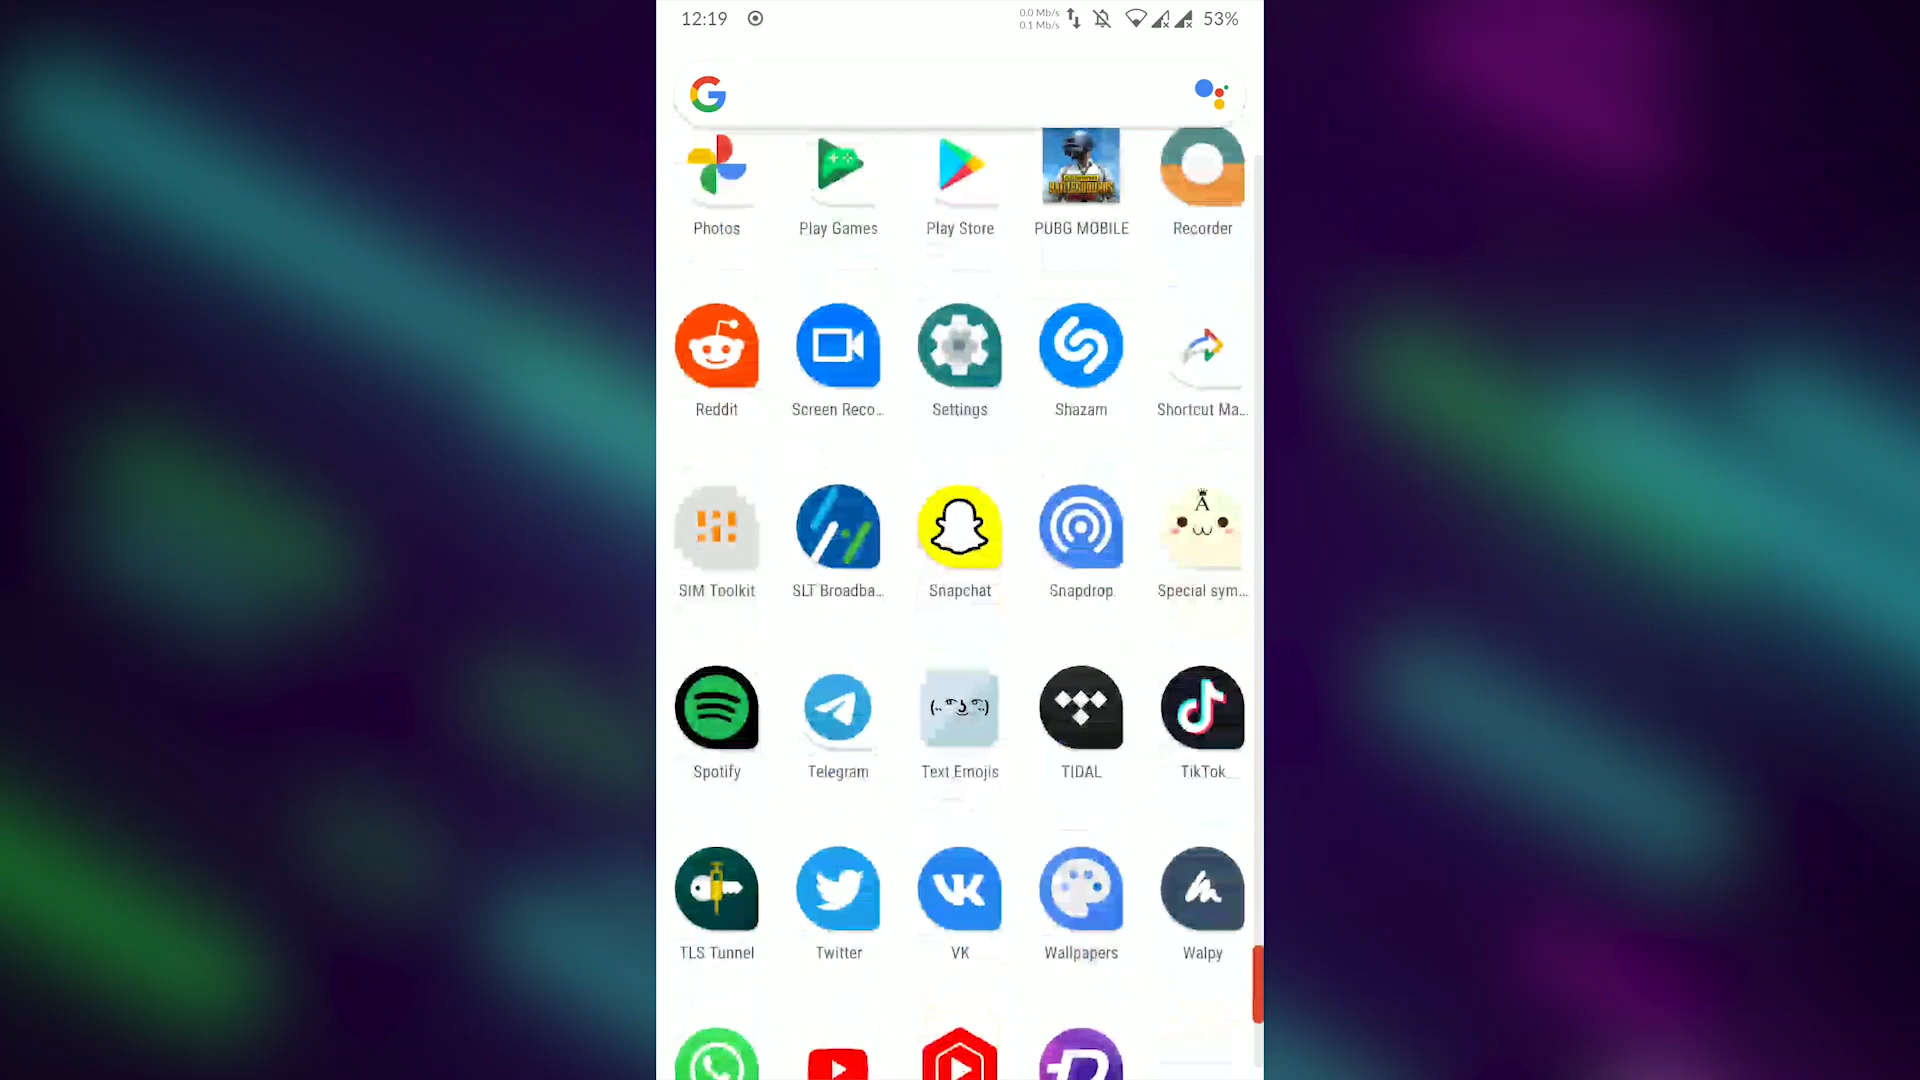 12:19 0.0 Mb/s 53%
0.1 Mb/s
Photos Play Games Play Store PUBG MOBILE Recorder
Reddit Screen Reco... Settings Shazam Shortcut Ma...
SIM Toolkit SLT Broadba... Snapchat Snapdrop Special sym...
Spotify Telegram Text Emojis TIDAL TikTok
TLS Tunnel Twitter VK Wallpapers Walpy